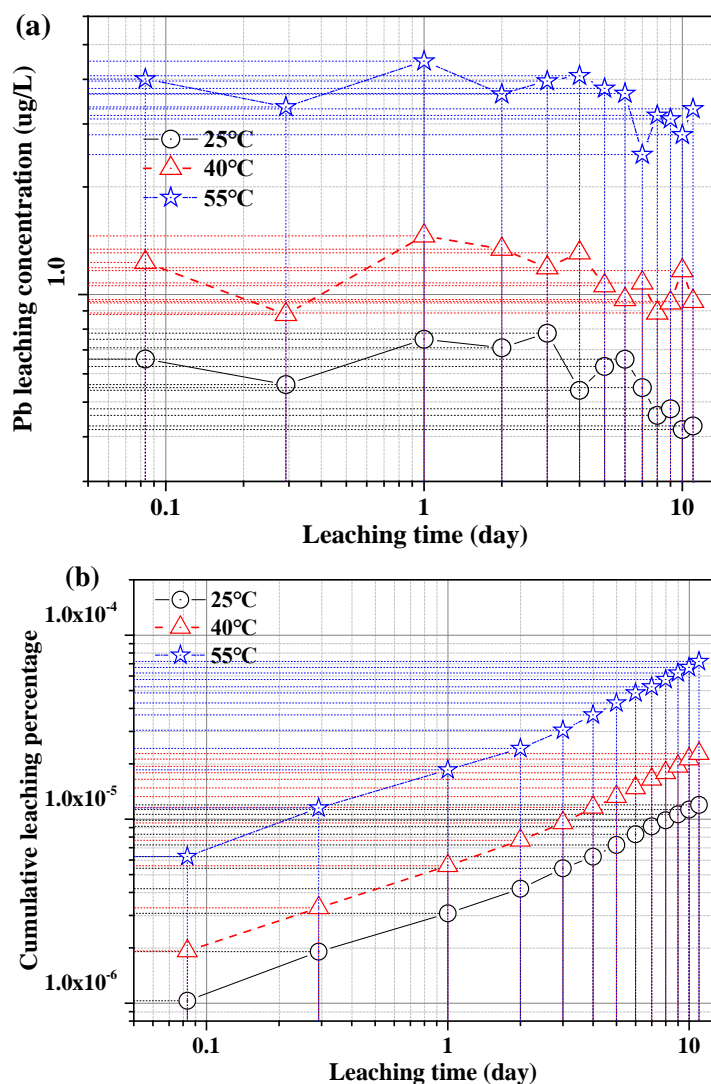 (a)
Pb leaching concentration (ug/L)
1.0
25°C
40°C
55°C
0.1
1
10
Leaching time (day)
(b)
Cumulative leaching percentage
1.0x10⁻⁴
1.0x10⁻⁵
1.0x10⁻⁶
25°C
40°C
55°C
0.1
1
10
Leaching time (day)